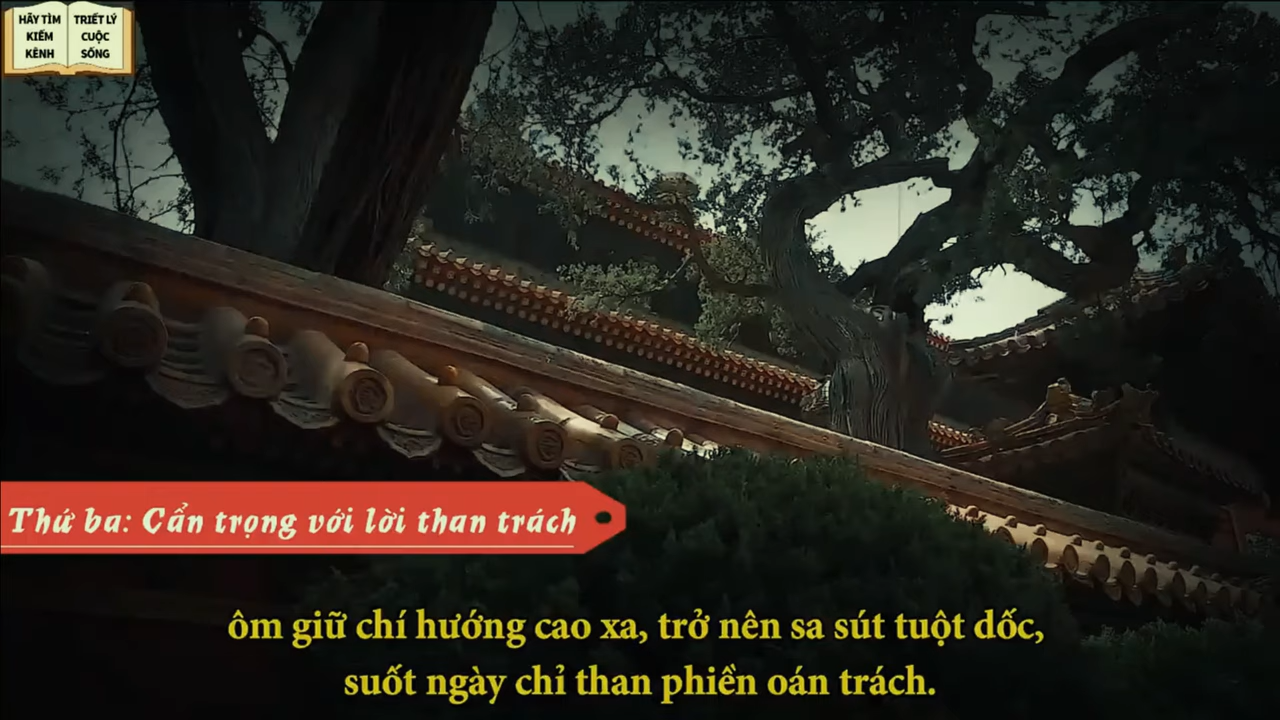 HÃY TÌM
KIẾM
KÊNH
TRIẾT LÝ
CUỘC
SỐNG
Thứ ba: Cẩn trọng với lời than trách
ôm giữ chí hướng cao xa, trở nên sa sút tuột dốc,
suốt ngày chỉ than phiền oán trách.